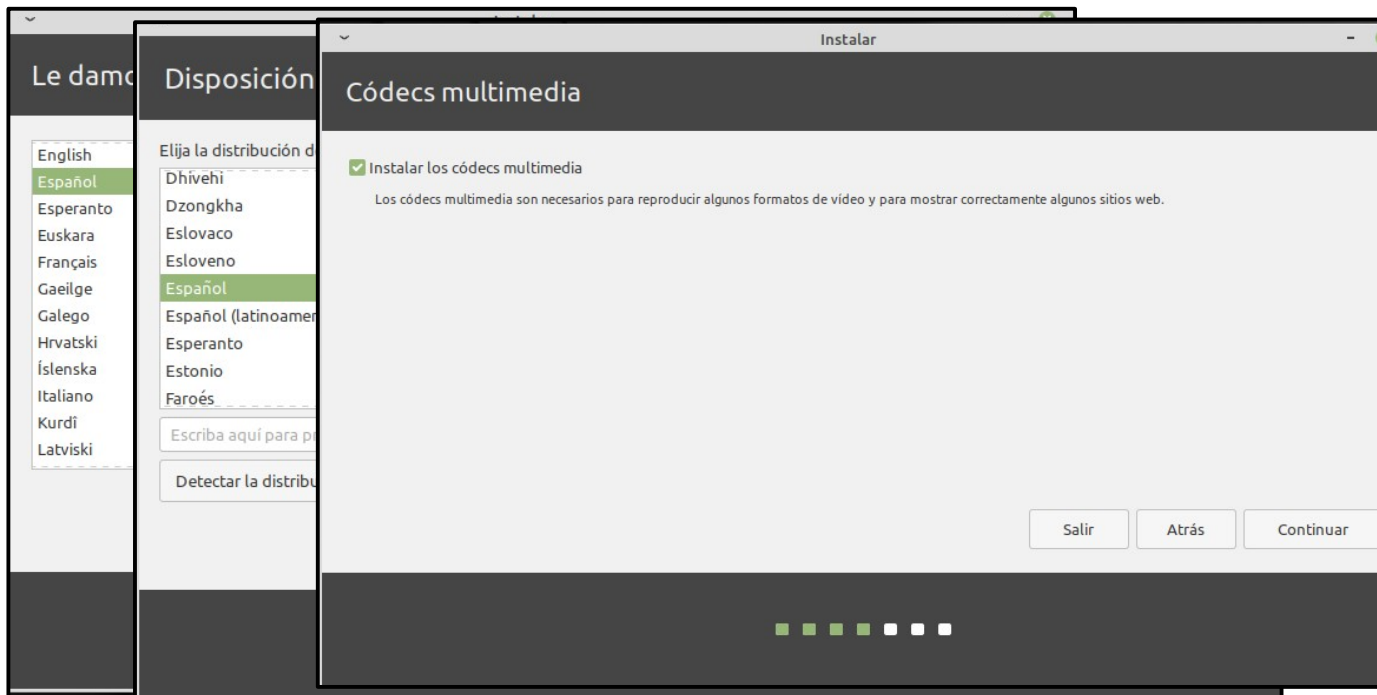 Le damo
English
Español
Esperanto
Euskara
Français
Gaeilge
Galego
Hrvatski
Íslenska
Italiano
Kurdî
Latviski
Disposición
Elija la distribución d
Dhivehi
Dzongkha
Eslovaco
Esloveno
Español
Español (latinoamer
Esperanto
Estonio
Faroés
Escriba aquí para pr
Detectar la distribu
Instalar
Códecs multimedia
Instalar los códecs multimedia
Los códecs multimedia son necesarios para reproducir algunos formatos de vídeo y para mostrar correctamente algunos sitios web.
Salir
Atrás
Continuar